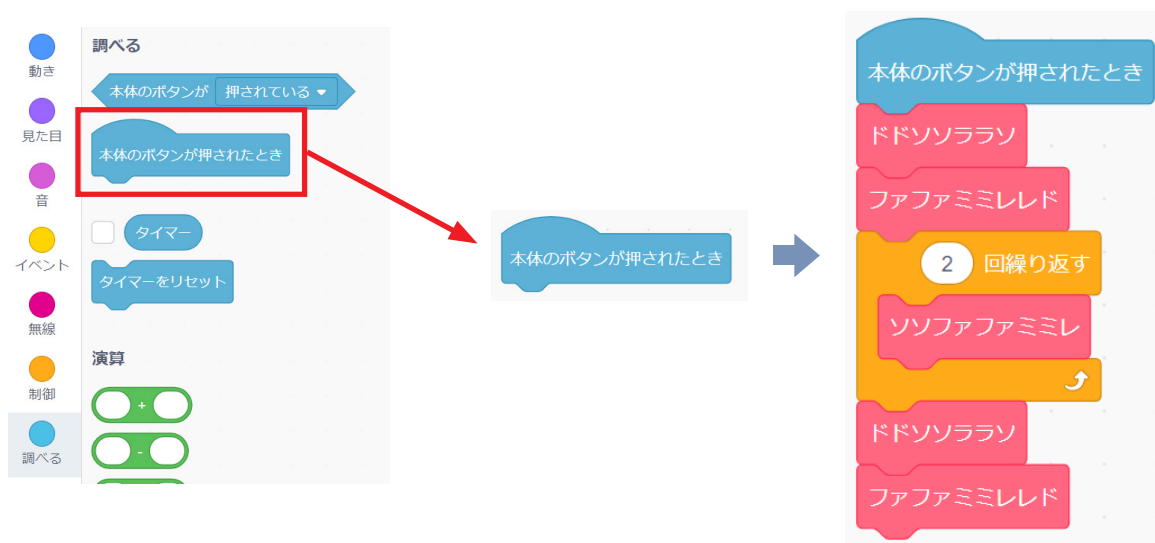 動き
見た目
音
イベント
無線
制御
調べる
調べる
本体のボタンが 押されている
本体のボタンが押されたとき
タイマー
タイマーをリセット
演算
+
-
本体のボタンが押されたとき
本体のボタンが押されたとき
ドドソソララソ
ファファミミレレド
2 回繰り返す
ソソファファミミレ
ドドソソララソ
ファファミミレレド